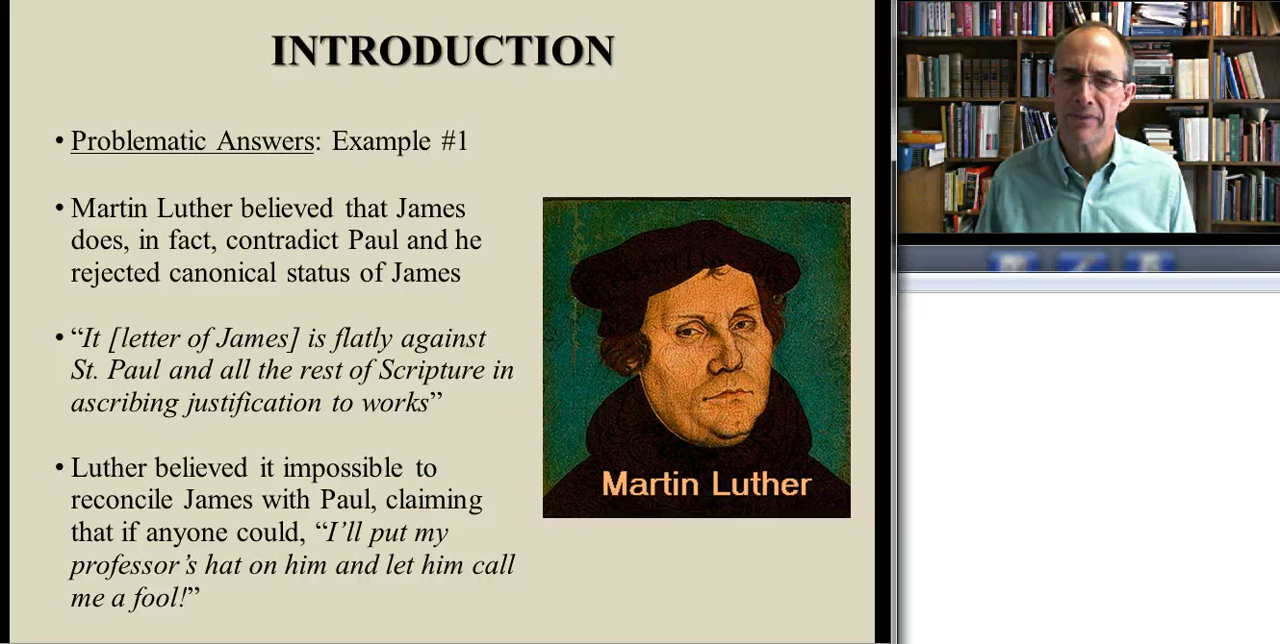 INTRODUCTION
• Problematic Answers: Example #1
• Martin Luther believed that James
does, in fact, contradict Paul and he
rejected canonical status of James
• “It [letter of James] is flatly against
St. Paul and all the rest of Scripture in
ascribing justification to works”
• Luther believed it impossible to
reconcile James with Paul, claiming
that if anyone could, “I’ll put my
professor’s hat on him and let him call
me a fool!”
Martin Luther